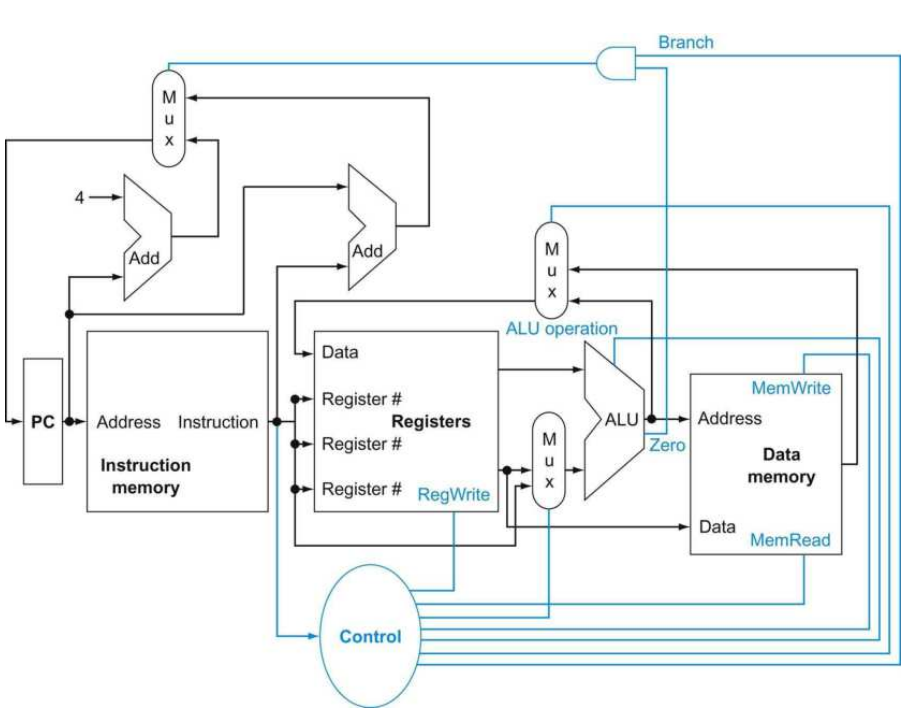 Branch
M
u
x
4
Add
Add
M
u
x
ALU operation
Data
Register #
Register #
Register #
Registers
RegWrite
PC
Address
Instruction
Instruction
memory
M
u
x
ALU
Zero
MemWrite
Address
Data
memory
Data
MemRead
Control